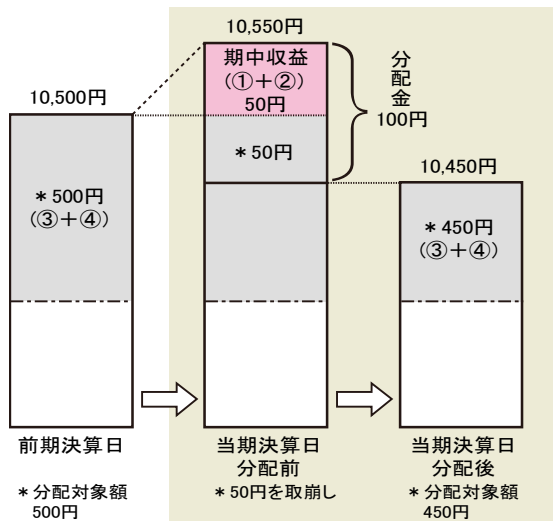 10,550円
期中収益
(①+②)
50円
分配金
100円
10,500円
*50円
10,450円
*500円
(③+④)
*450円
(③+④)
前期決算日
当期決算日
分配前
当期決算日
分配後
*分配対象額
500円
*50円を取崩し
*分配対象額
450円